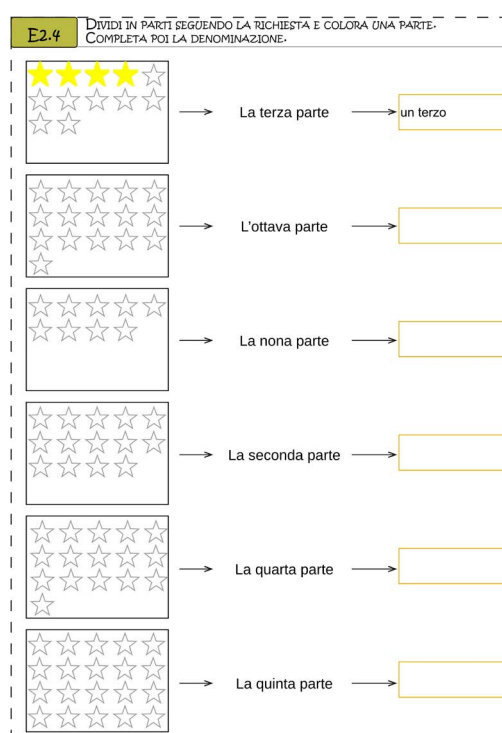 E2.4
DIVIDI IN PARTI SEGUENDO LA RICHIESTA E COLORA UNA PARTE.
COMPLETA POI LA DENOMINAZIONE.
La terza parte
un terzo
L'ottava parte
La nona parte
La seconda parte
La quarta parte
La quinta parte